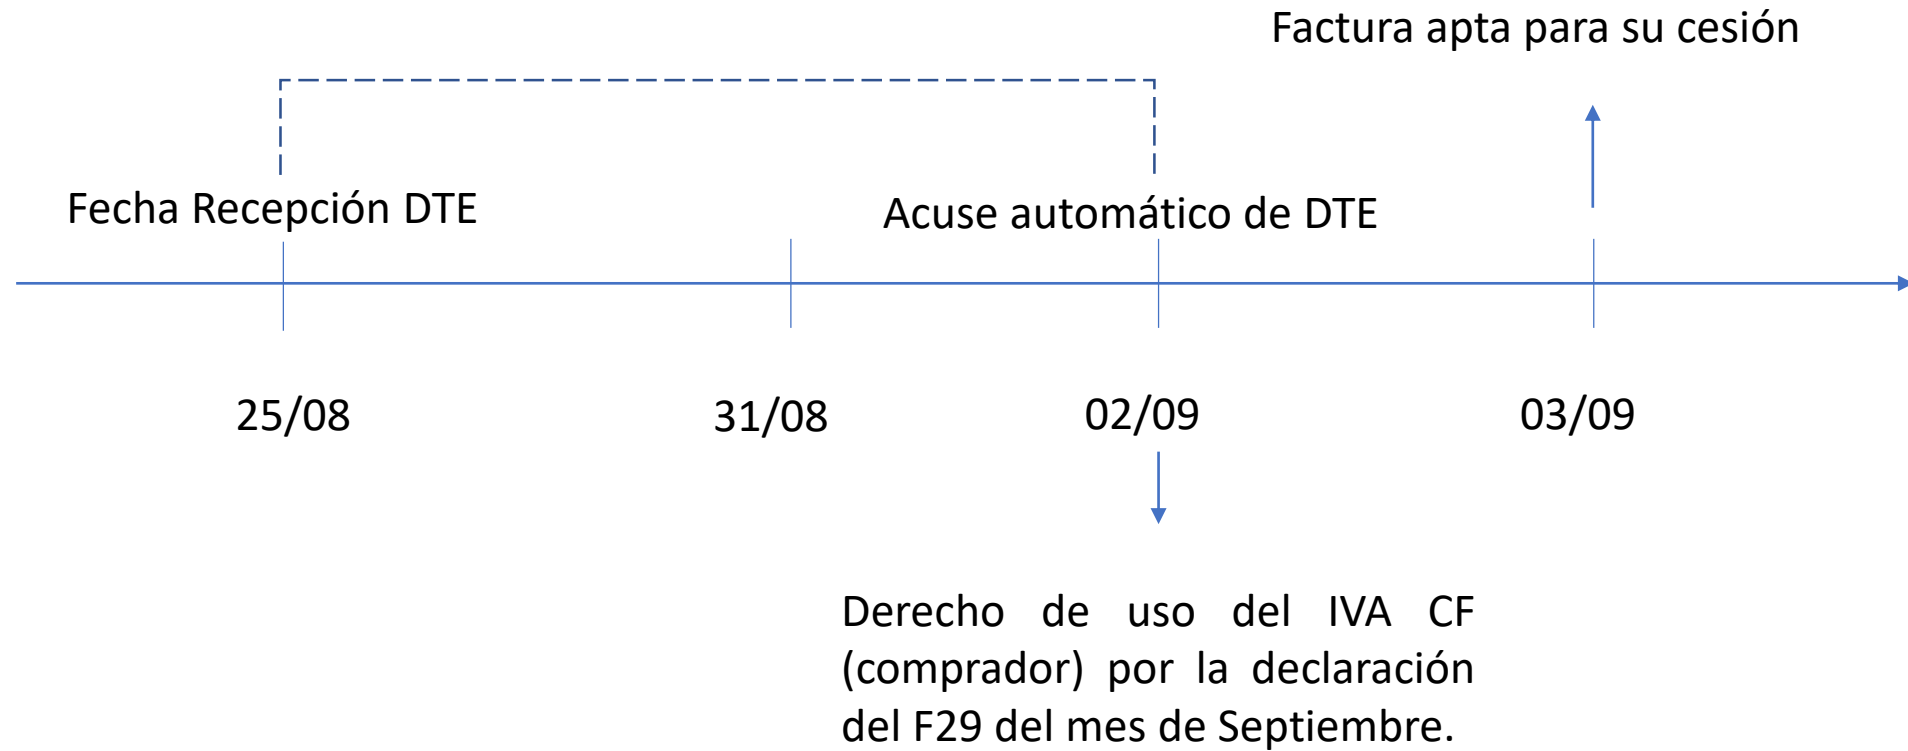 Factura apta para su cesión
Fecha Recepción DTE
Acuse automático de DTE
25/08
31/08
02/09
03/09
Derecho de uso del IVA CF
(comprador) por la declaración
del F29 del mes de Septiembre.